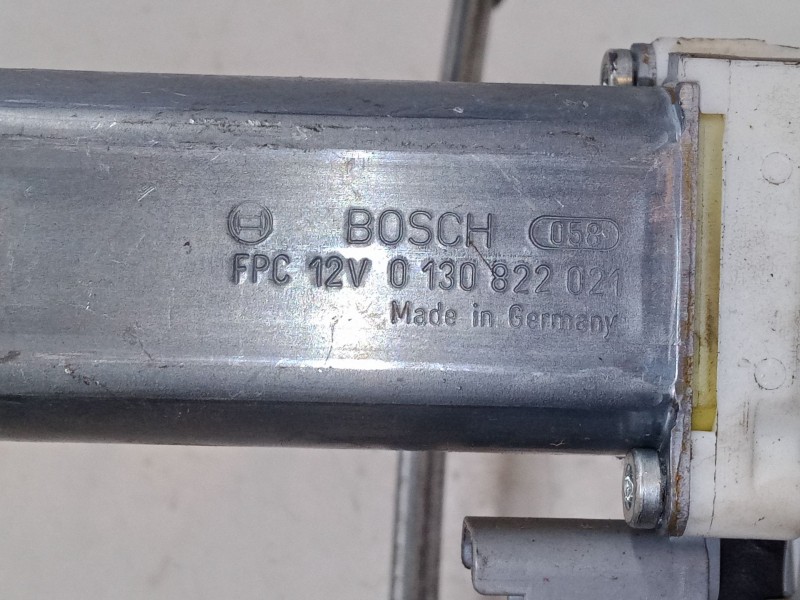 BOSCH 058
FPC 12V 0 130 822 021
Made in Germany